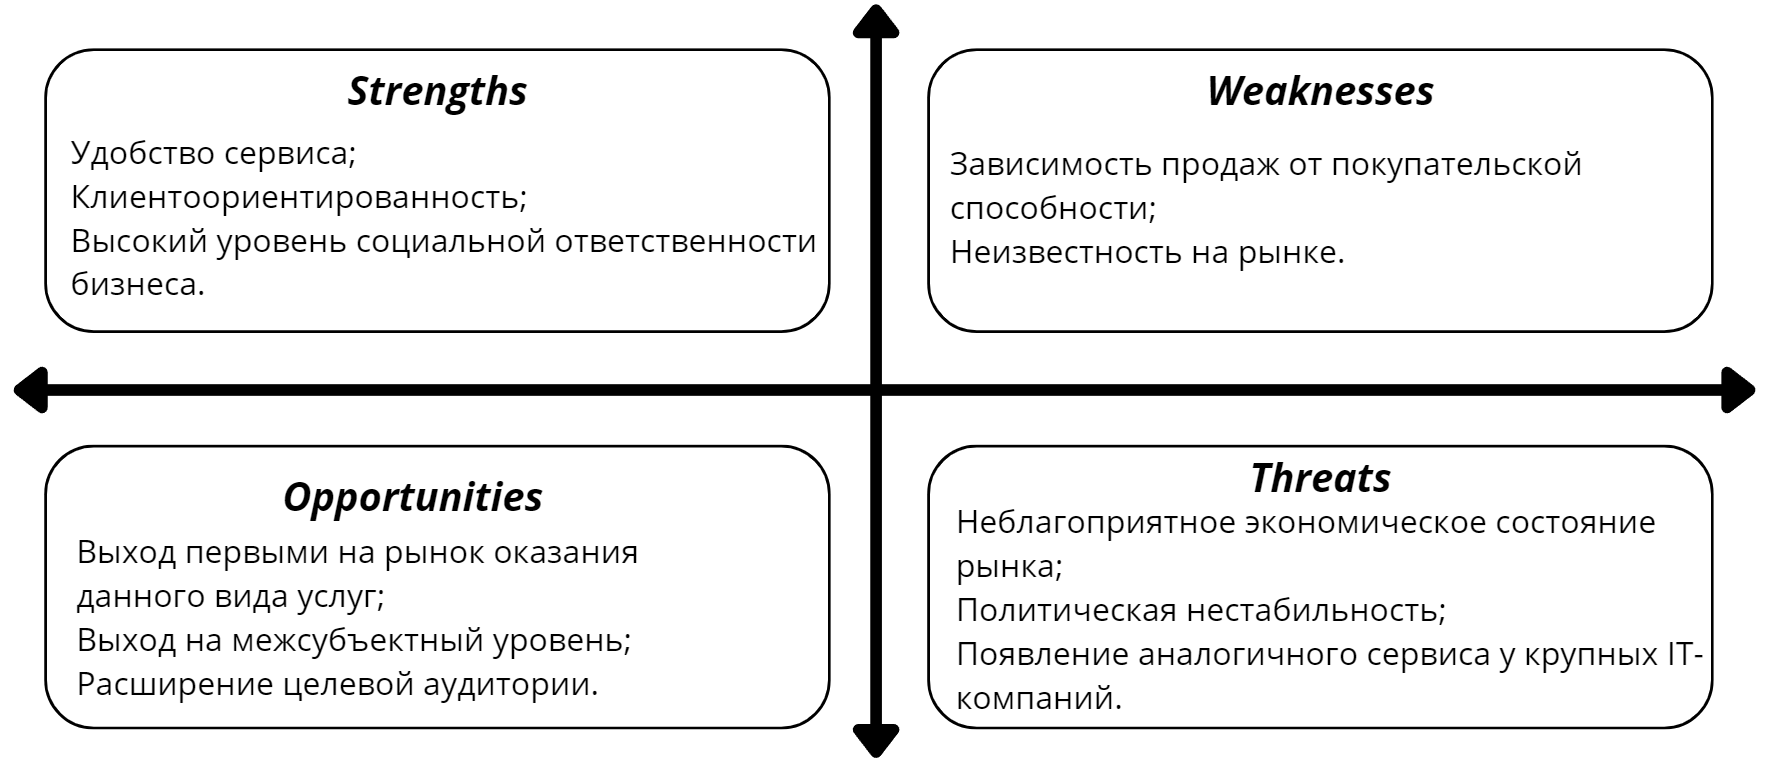 Strengths
Удобство сервиса;
Клиентоориентированность;
Высокий уровень социальной ответственности
бизнеса.
Weaknesses
Зависимость продаж от покупательской
способности;
Неизвестность на рынке.
Opportunities
Выход первыми на рынок оказания
данного вида услуг;
Выход на межсубъектный уровень;
Расширение целевой аудитории.
Threats
Неблагоприятное экономическое состояние
рынка;
Политическая нестабильность;
Появление аналогичного сервиса у крупных IT-
компаний.